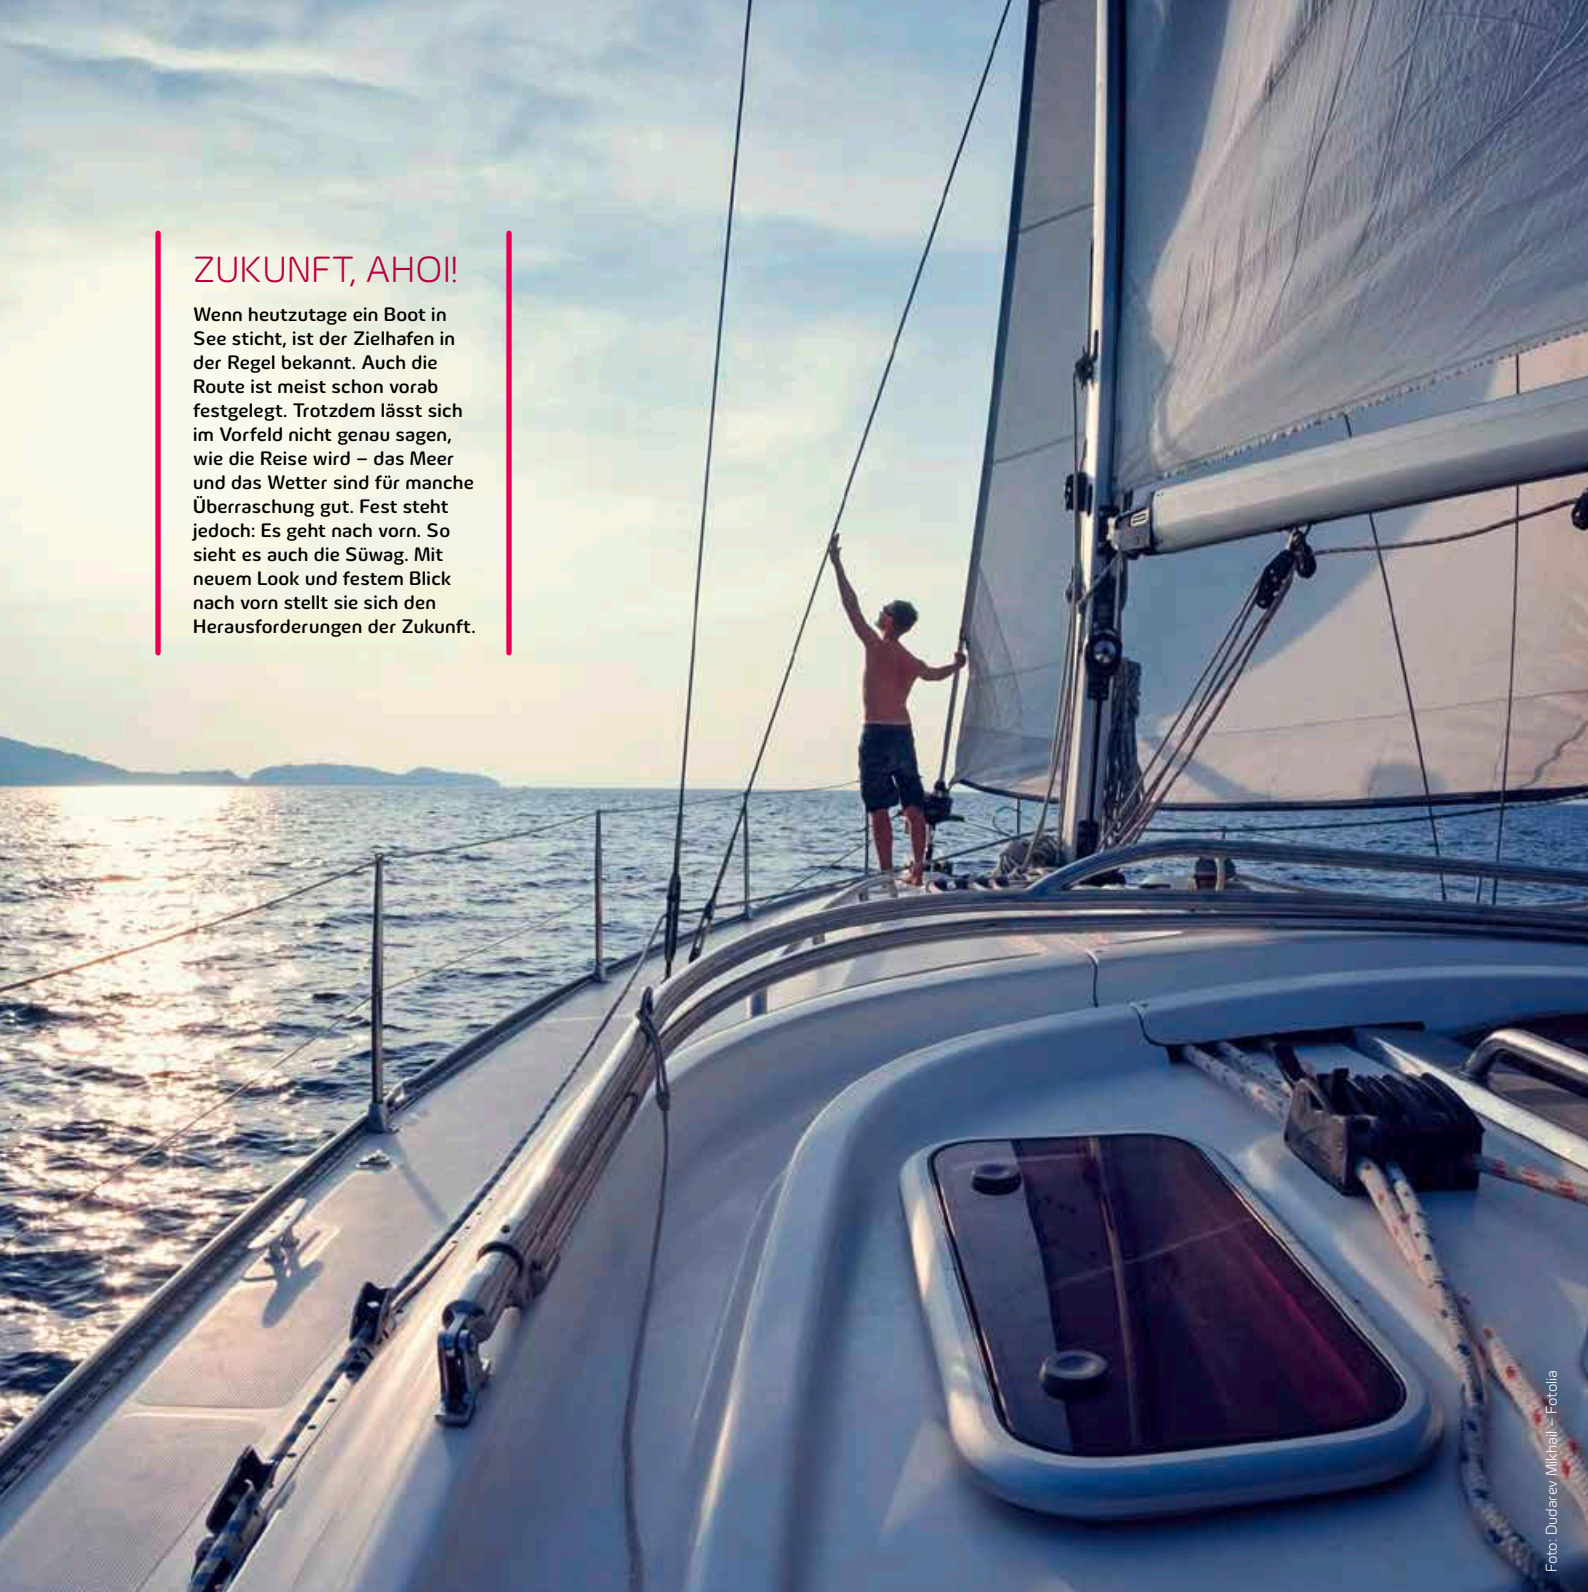 ZUKUNFT, AHOI!
Wenn heutzutage ein Boot in
See sticht, ist der Zielhafen in
der Regel bekannt. Auch die
Route ist meist schon vorab
festgelegt. Trotzdem lässt sich
im Vorfeld nicht genau sagen,
wie die Reise wird – das Meer
und das Wetter sind für manche
Überraschung gut. Fest steht
jedoch: Es geht nach vorn. So
sieht es auch die Süwag. Mit
neuem Look und festem Blick
nach vorn stellt sie sich den
Herausforderungen der Zukunft.
Foto: Dudarev Mikhail – Fotolia